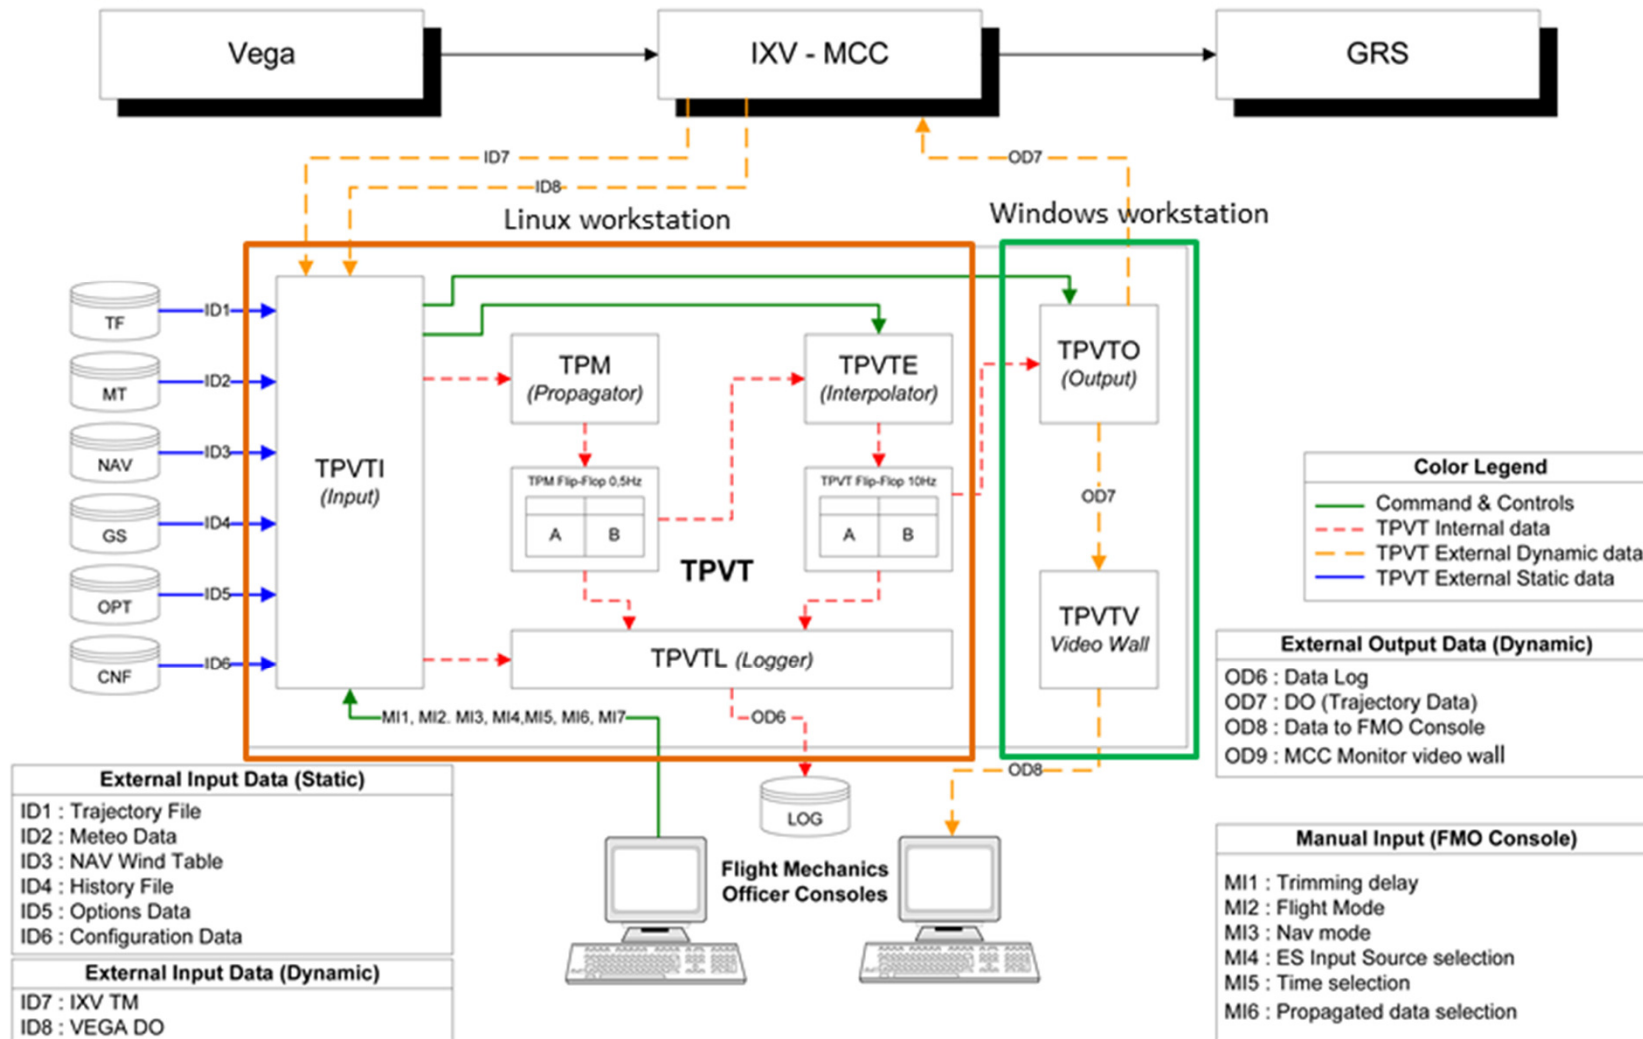 Vega
IXV - MCC
GRS
ID7
OD7
ID8
Linux workstation
Windows workstation
TF
ID1
MT
ID2
NAV
ID3
GS
ID4
OPT
ID5
CNF
ID6
TPVTI
(Input)
TPM
(Propagator)
TPVTE
(Interpolator)
TPVTO
(Output)
TPM Flip-Flop 0,5Hz
A B
TPVT Flip-Flop 10Hz
A B
TPVT
OD7
TPVTV
Video Wall
TPVTL (Logger)
MI1, MI2. MI3, MI4,MI5, MI6, MI7
OD6
OD8
LOG
Flight Mechanics
Officer Consoles
Color Legend
Command & Controls
TPVT Internal data
TPVT External Dynamic data
TPVT External Static data
External Output Data (Dynamic)
OD6 : Data Log
OD7 : DO (Trajectory Data)
OD8 : Data to FMO Console
OD9 : MCC Monitor video wall
External Input Data (Static)
ID1 : Trajectory File
ID2 : Meteo Data
ID3 : NAV Wind Table
ID4 : History File
ID5 : Options Data
ID6 : Configuration Data
External Input Data (Dynamic)
ID7 : IXV TM
ID8 : VEGA DO
Manual Input (FMO Console)
MI1 : Trimming delay
MI2 : Flight Mode
MI3 : Nav mode
MI4 : ES Input Source selection
MI5 : Time selection
MI6 : Propagated data selection